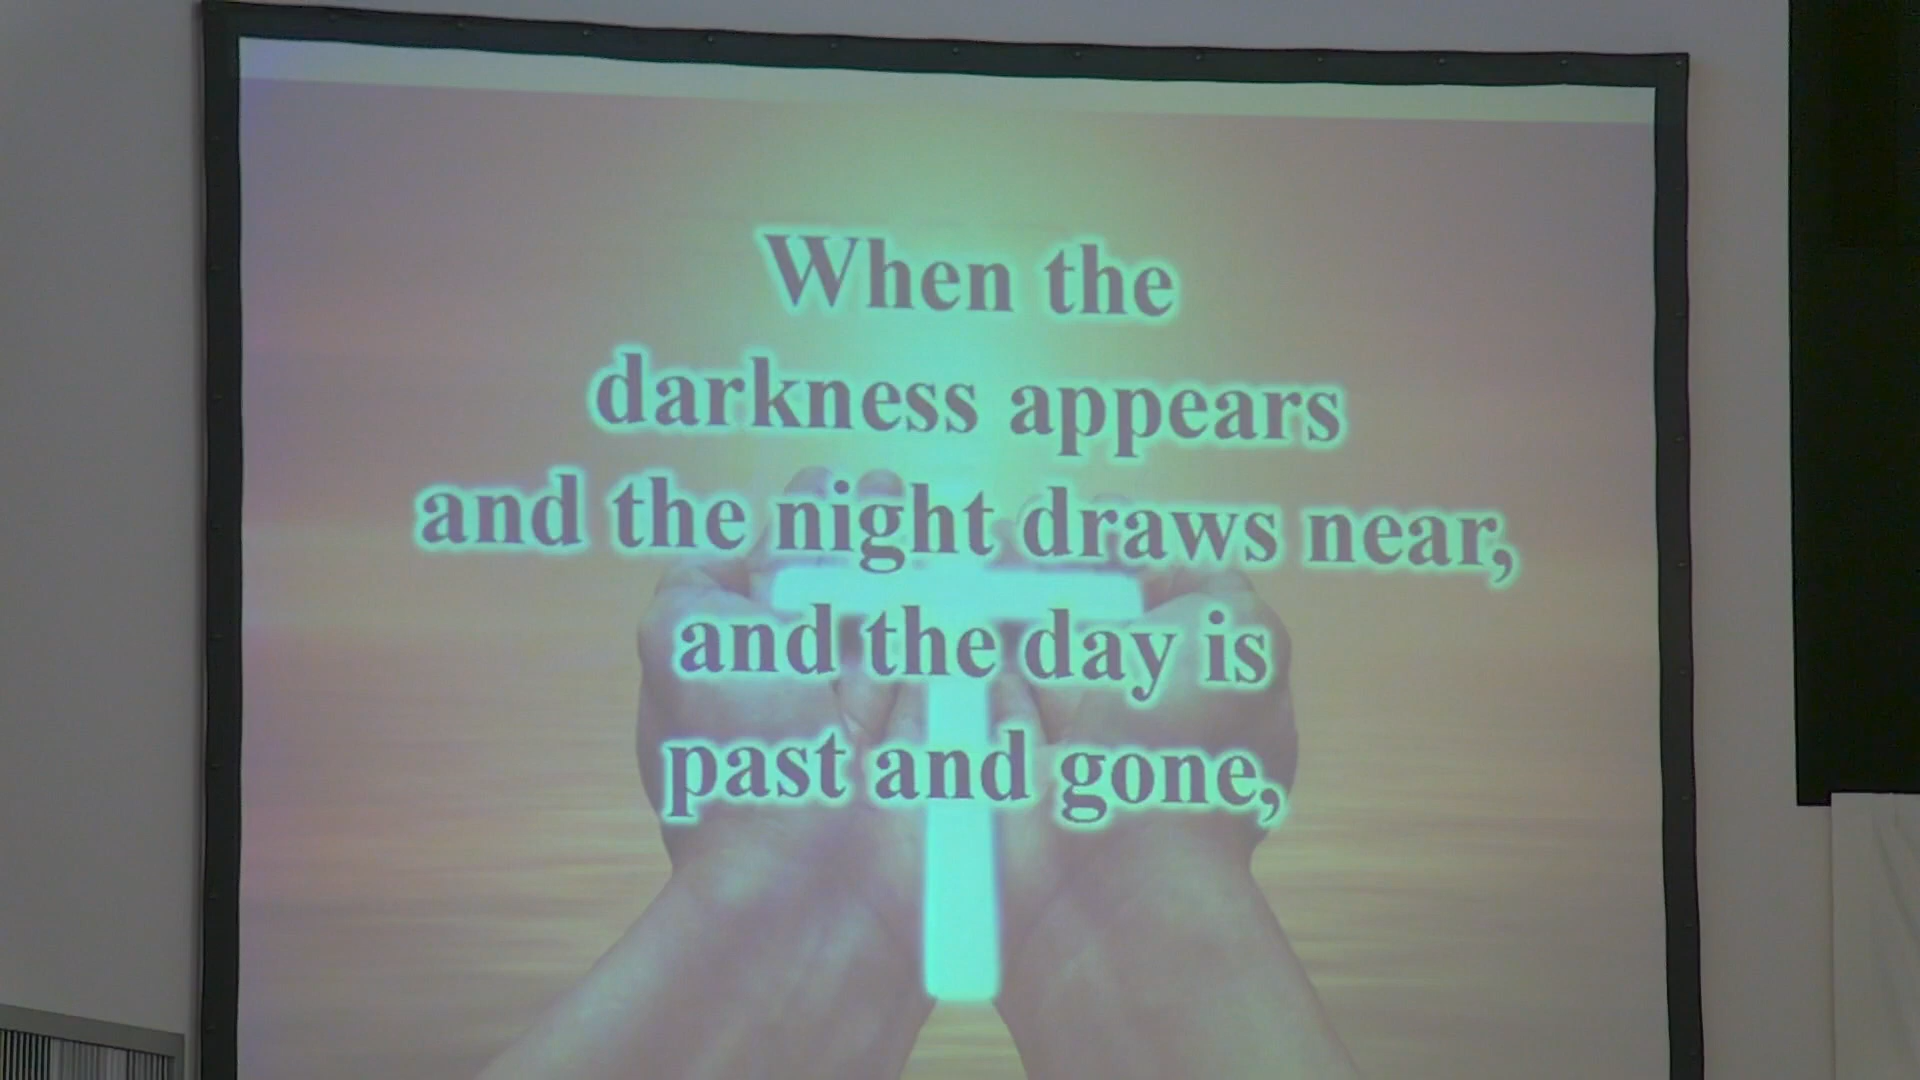 When the
darkness appears
and the night draws near,
and the day is
past and gone,